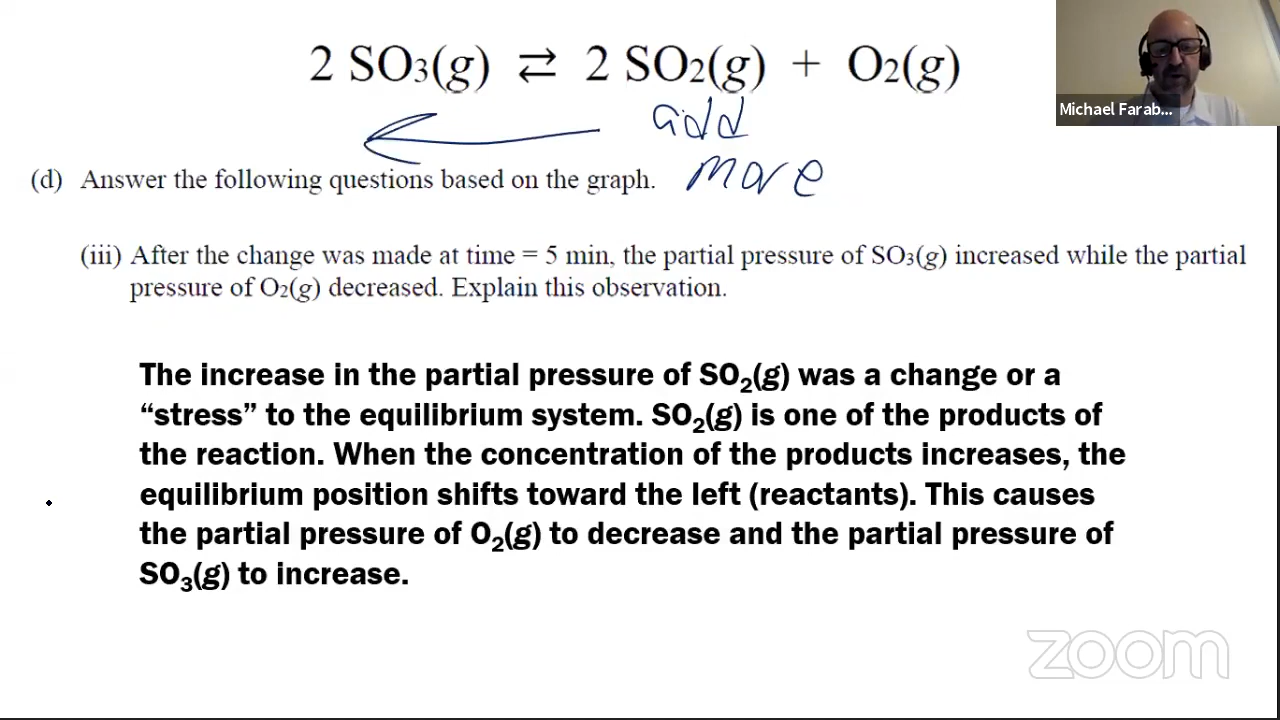 2 SO₃(g) ⇄ 2 SO₂(g) + O₂(g)
Michael Farab...
add
more
(d) Answer the following questions based on the graph.
(iii) After the change was made at time = 5 min, the partial pressure of SO₃(g) increased while the partial
pressure of O₂(g) decreased. Explain this observation.
The increase in the partial pressure of SO₂(g) was a change or a
“stress” to the equilibrium system. SO₂(g) is one of the products of
the reaction. When the concentration of the products increases, the
equilibrium position shifts toward the left (reactants). This causes
the partial pressure of O₂(g) to decrease and the partial pressure of
SO₃(g) to increase.
zoom